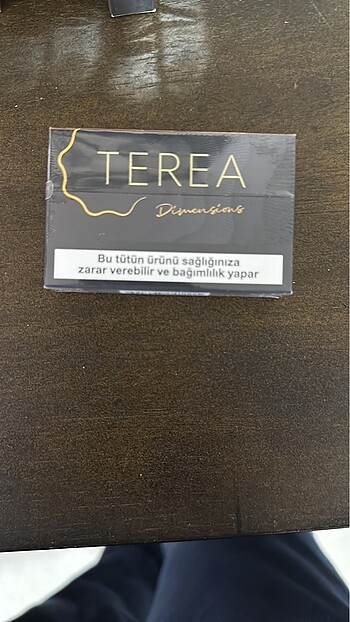 TEREA
Dimensions
Bu tütün ürünü sağlığınıza
zarar verebilir ve bağımlılık yapar